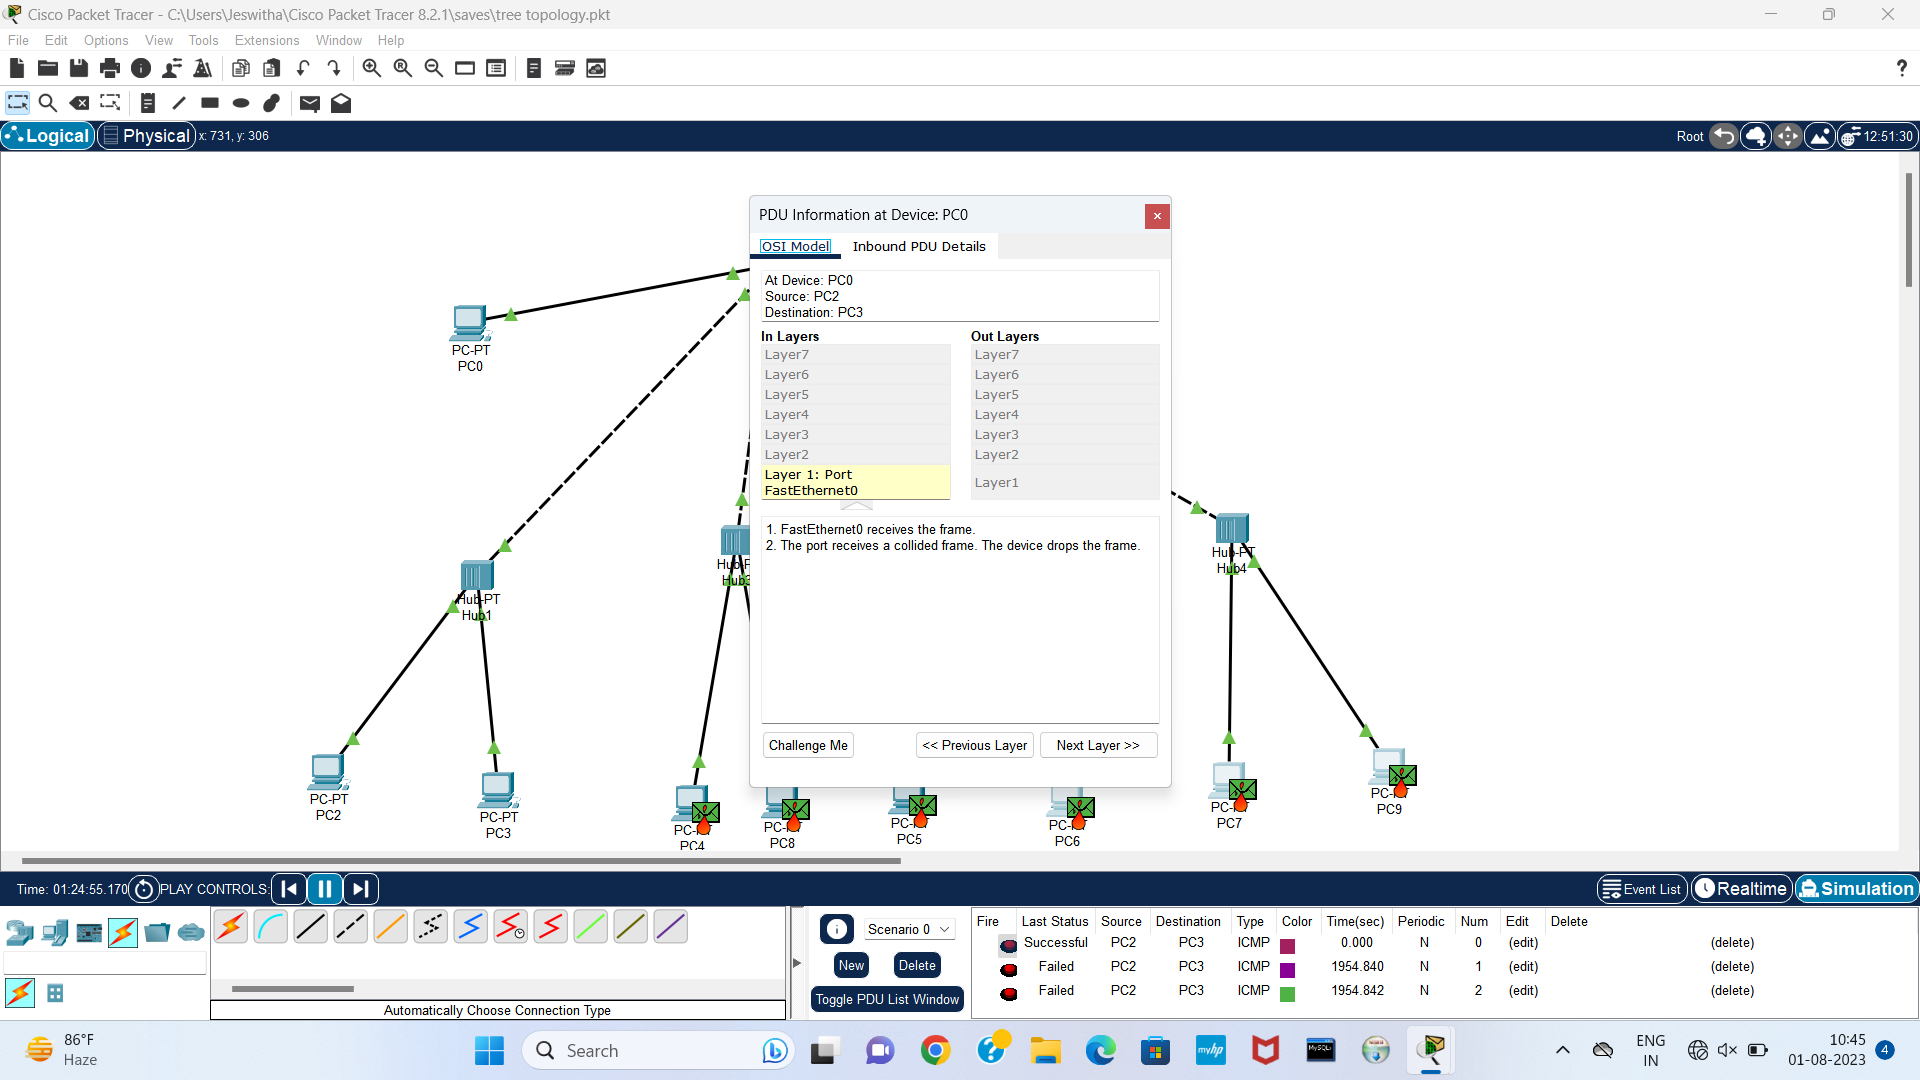 Cisco Packet Tracer - C:\Users\Jeswitha\Cisco Packet Tracer 8.2.1\saves\tree topology.pkt
File Edit Options View Tools Extensions Window Help
?
Logical Physical x: 731, y: 306 Root 12:51:30
PDU Information at Device: PC0
OSI Model Inbound PDU Details
At Device: PC0
Source: PC2
Destination: PC3
In Layers Out Layers
Layer7 Layer7
Layer6 Layer6
Layer5 Layer5
Layer4 Layer4
Layer3 Layer3
Layer2 Layer2
Layer 1: Port
FastEthernet0
Layer1
1. FastEthernet0 receives the frame.
2. The port receives a collided frame. The device drops the frame.
Challenge Me << Previous Layer Next Layer >>
PC-PT
PC0
Hub-PT
Hub1
Hub-PT
Hub4
PC-PT
PC2
PC-PT
PC3
PC4
PC8
PC5
PC6
PC7
PC9
Time: 01:24:55.170 PLAY CONTROLS: Event List Realtime Simulation
Automatically Choose Connection Type
Scenario 0
New Delete
Toggle PDU List Window
Fire Last Status Source Destination Type Color Time(sec) Periodic Num Edit Delete
Successful PC2 PC3 ICMP 0.000 N 0 (edit) (delete)
Failed PC2 PC3 ICMP 1954.840 N 1 (edit) (delete)
Failed PC2 PC3 ICMP 1954.842 N 2 (edit) (delete)
86°F
Haze
Search
myhp
MySQL
ENG
IN
10:45
01-08-2023
4